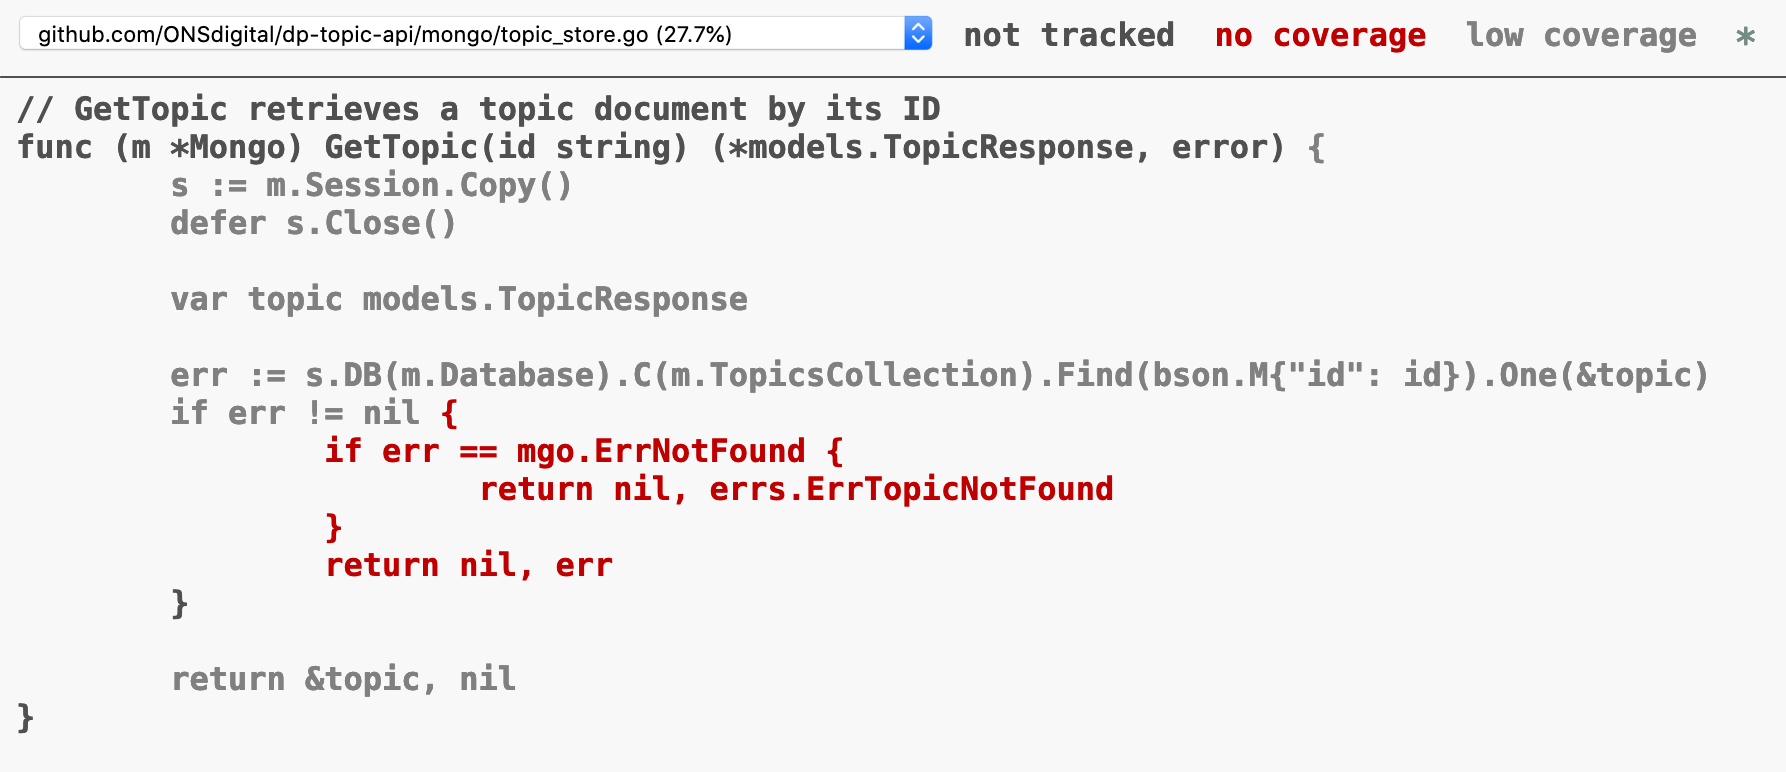 github.com/ONSdigital/dp-topic-api/mongo/topic_store.go (27.7%) not tracked no coverage low coverage *
// GetTopic retrieves a topic document by its ID
func (m *Mongo) GetTopic(id string) (*models.TopicResponse, error) {
        s := m.Session.Copy()
        defer s.Close()

        var topic models.TopicResponse

        err := s.DB(m.Database).C(m.TopicsCollection).Find(bson.M{"id": id}).One(&topic)
        if err != nil {
                if err == mgo.ErrNotFound {
                        return nil, errs.ErrTopicNotFound
                }
                return nil, err
        }

        return &topic, nil
}